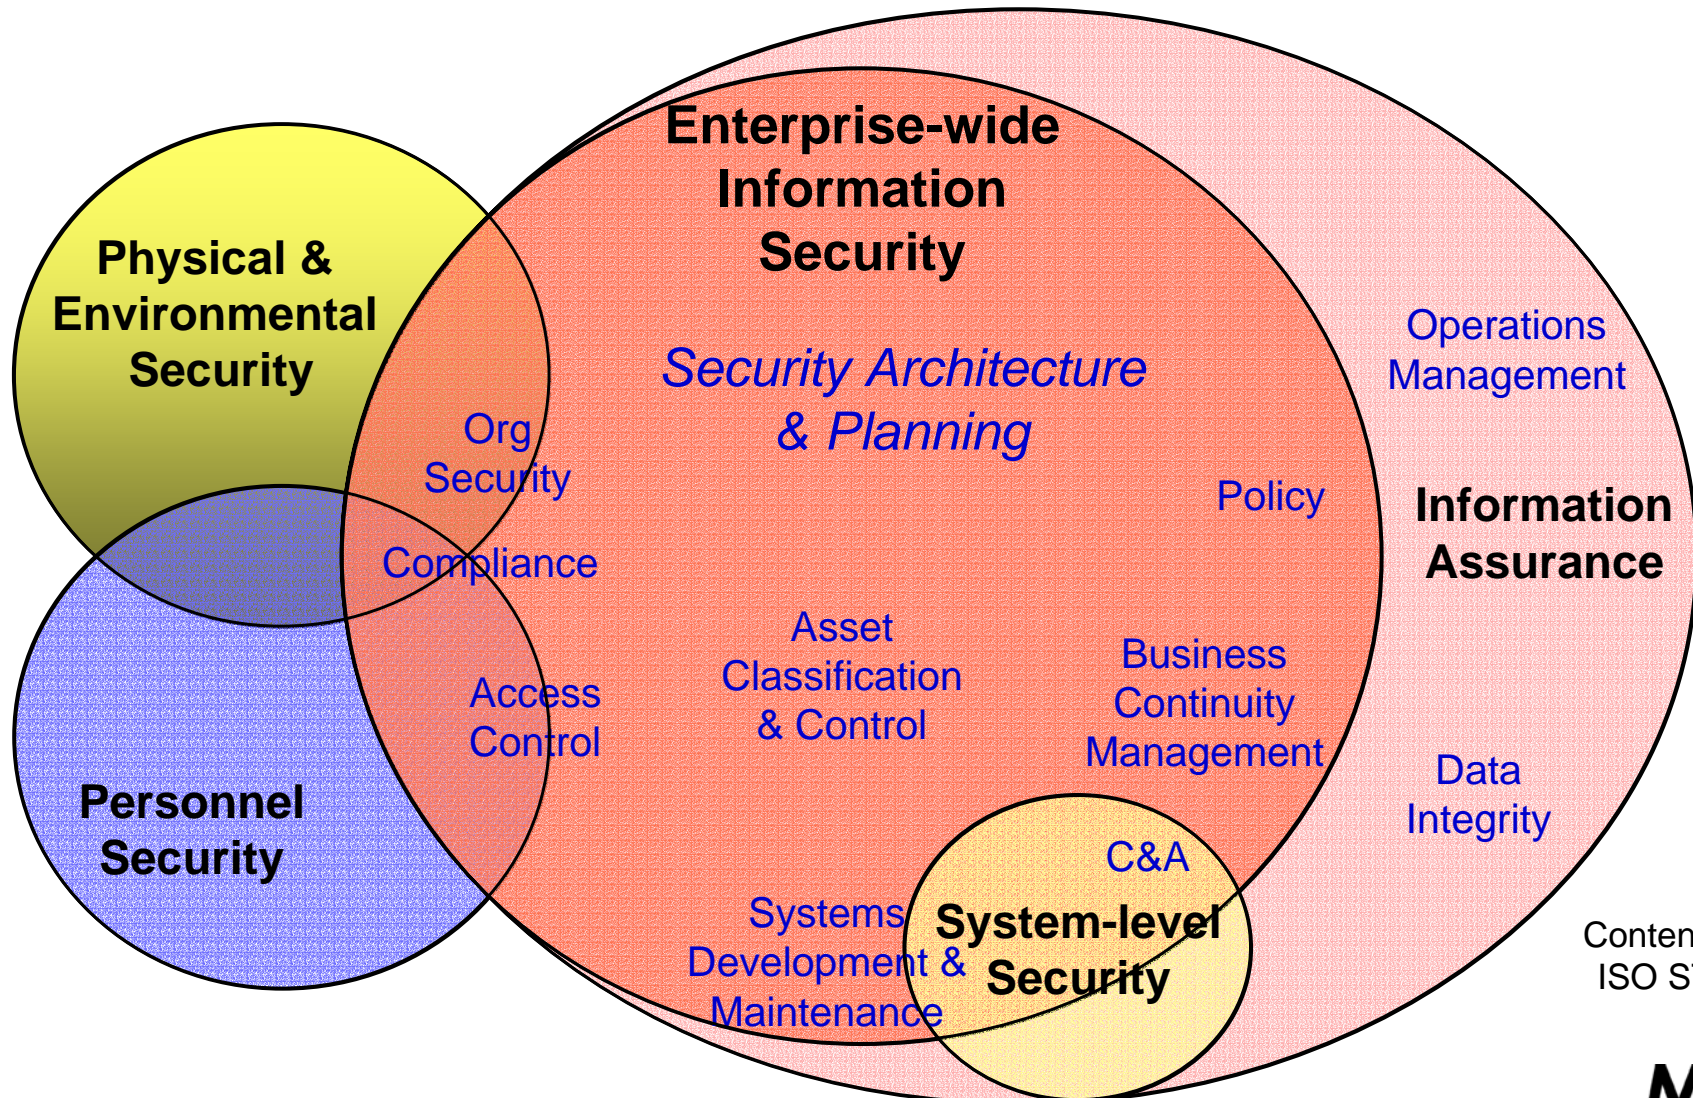 Enterprise-wide
Information
Security
Physical &
Environmental
Security
Security Architecture
& Planning
Operations
Management
Org
Security
Policy
Information
Assurance
Compliance
Asset
Classification
& Control
Business
Continuity
Management
Access
Control
Data
Integrity
Personnel
Security
C&A
Systems
Development &
Maintenance
System-level
Security
ISO